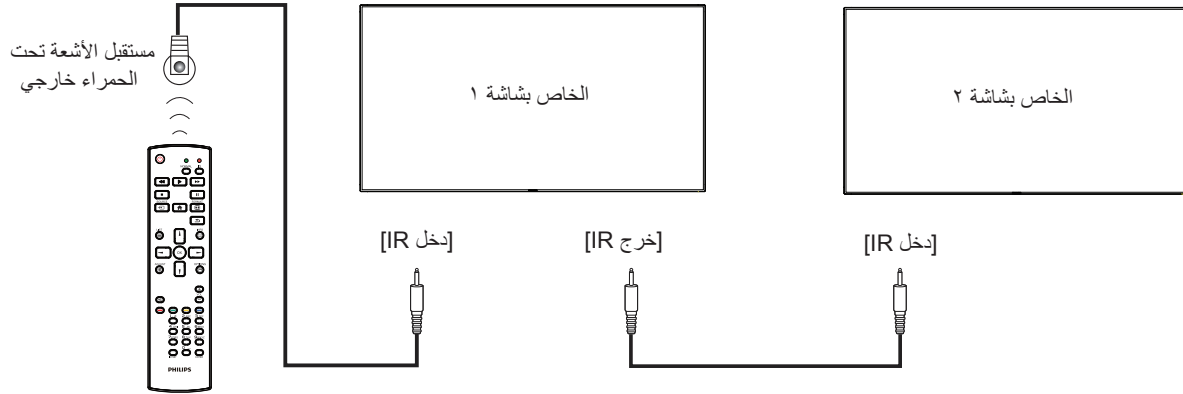 مستقبل الأشعة تحت
الحمراء خارجي
الخاص بشاشة ١
الخاص بشاشة ٢
[دخل IR]
[خرج IR]
[دخل IR]
PHILIPS